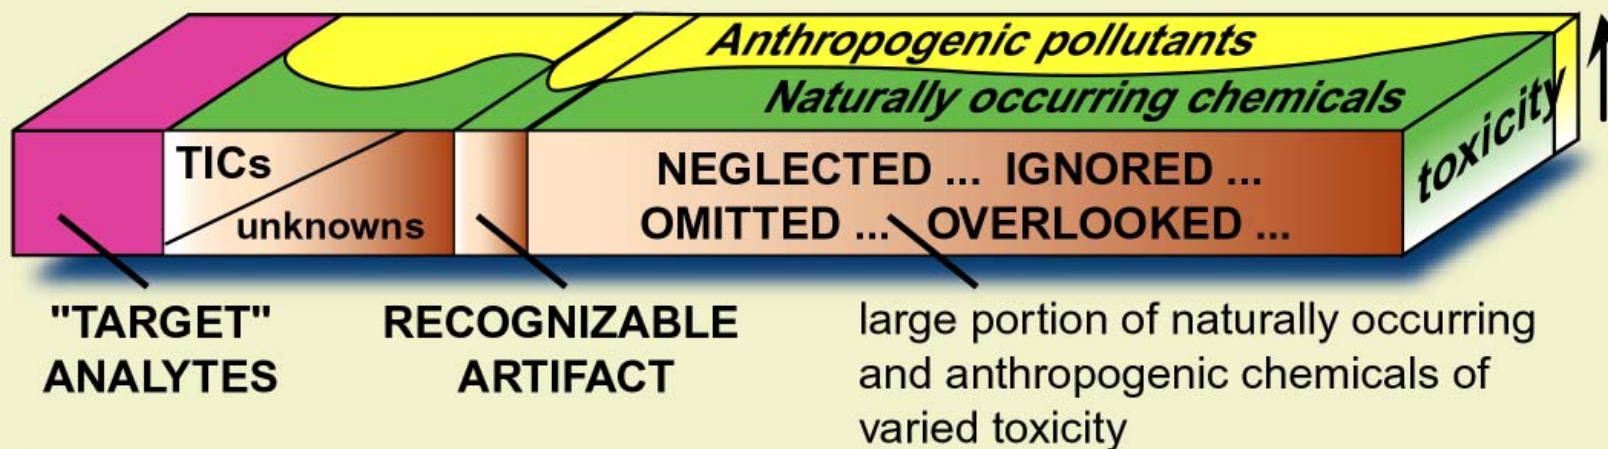 Anthropogenic pollutants
Naturally occurring chemicals
toxicity
TICs
unknowns
NEGLECTED ... IGNORED ...
OMITTED ... OVERLOOKED ...
"TARGET"
ANALYTES
RECOGNIZABLE
ARTIFACT
large portion of naturally occurring
and anthropogenic chemicals of
varied toxicity